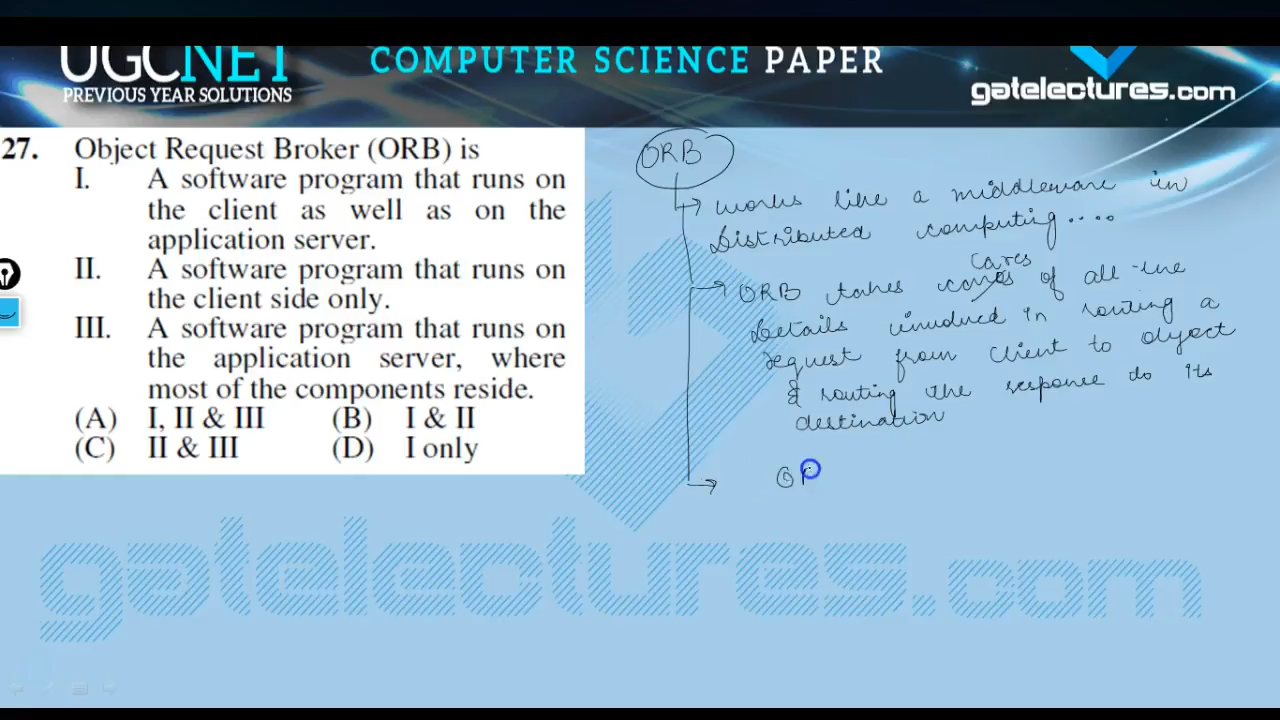 UGCNET
PREVIOUS YEAR SOLUTIONS
COMPUTER SCIENCE PAPER
gatelectures.com
27. Object Request Broker (ORB) is
I. A software program that runs on
the client as well as on the
application server.
II. A software program that runs on
the client side only.
III. A software program that runs on
the application server, where
most of the components reside.
(A) I, II & III (B) I & II
(C) II & III (D) I only
ORB
works like a middleware in
Distributed computing....
cares
ORB takes of all the
Details involved in routing a
request from client to object
& routing the response to its
destination
OR
gatelectures.com